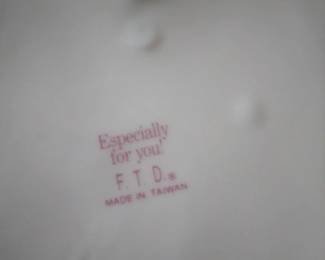 Especially
for you!
F. T. D.®
MADE IN TAIWAN